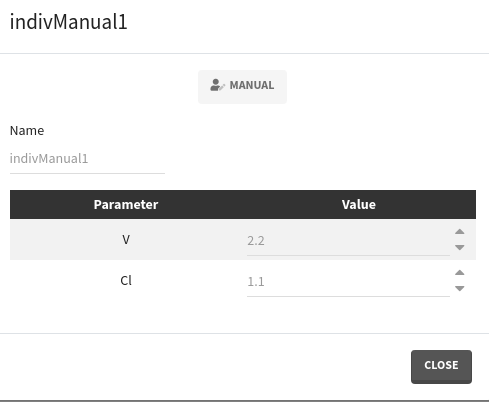 indivManual1
MANUAL
Name
indivManual1
Parameter Value
V 2.2
Cl 1.1
CLOSE